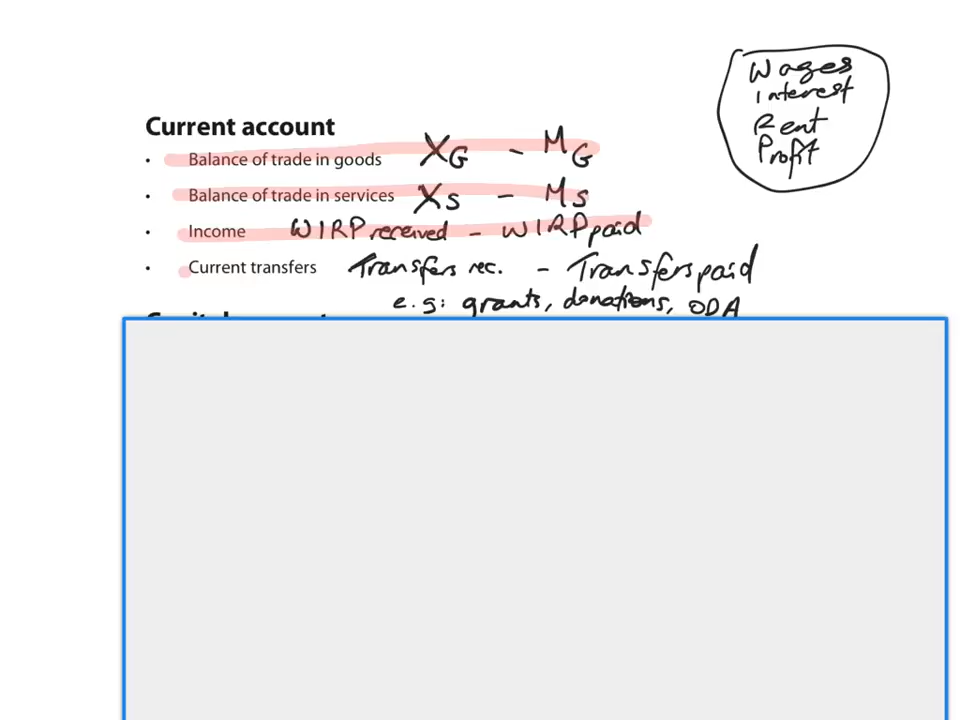 Wages
Interest
Rent
Profit
Current account
• Balance of trade in goods XG - MG
• Balance of trade in services Xs - Ms
• Income WIRP received - WIRP paid
• Current transfers Transfers rec. - Transfers paid
e.g: grants, donations, ODA